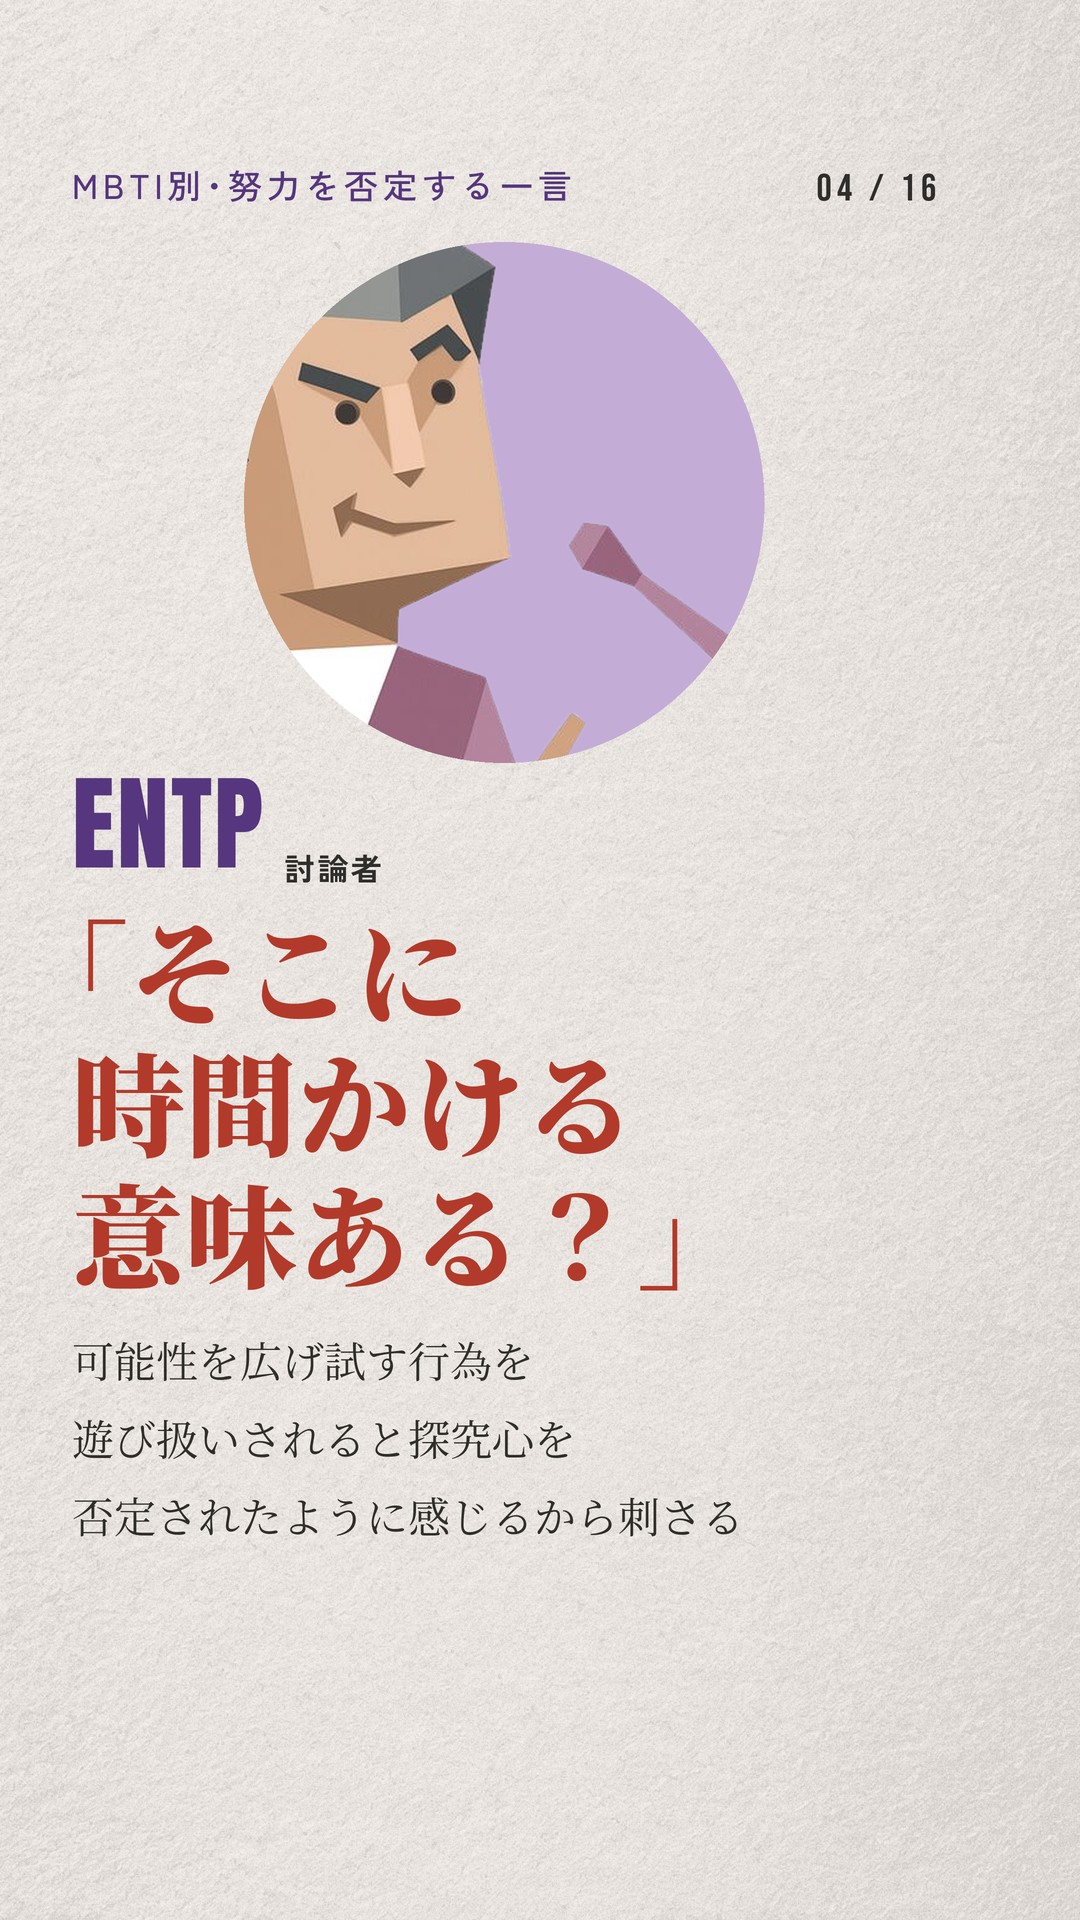 MBTI別・努力を否定する一言
04 / 16
ENTP
討論者
「そこに
時間かける
意味ある？」
可能性を広げ試す行為を
遊び扱いされると探究心を
否定されたように感じるから刺さる